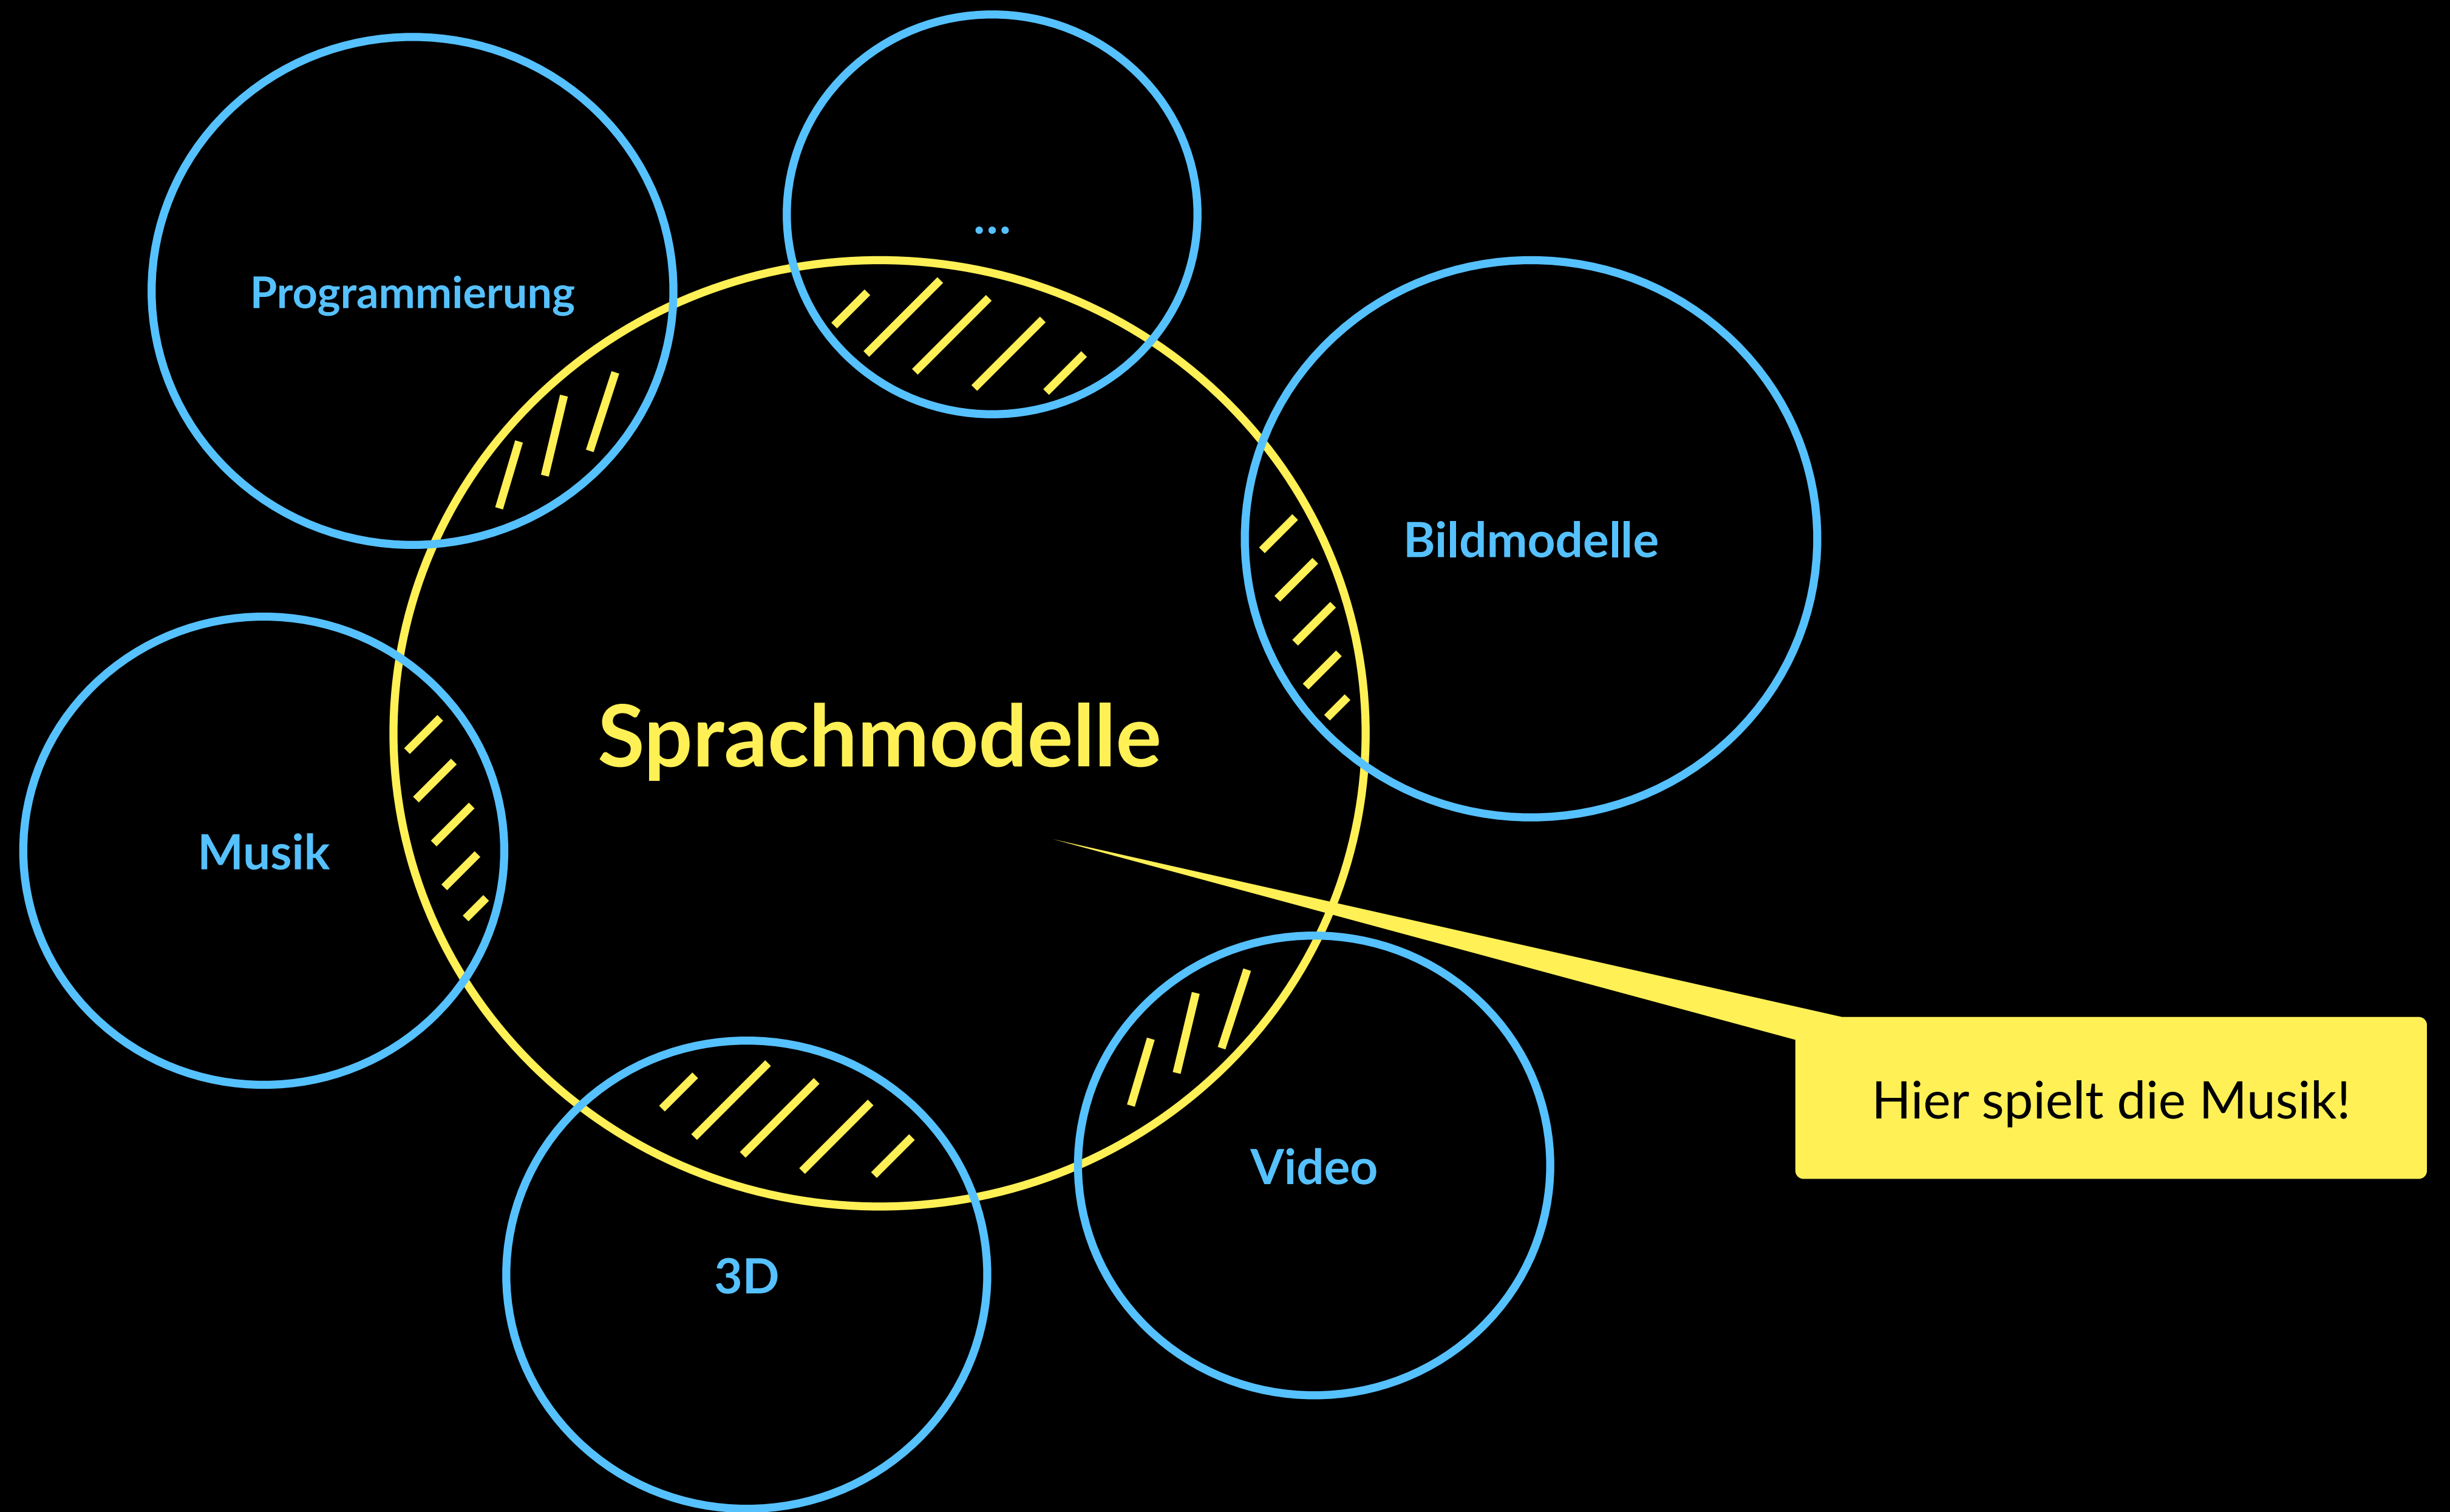 ...
Programmierung
Bildmodelle
Sprachmodelle
Musik
Hier spielt die Musik!
Video
3D